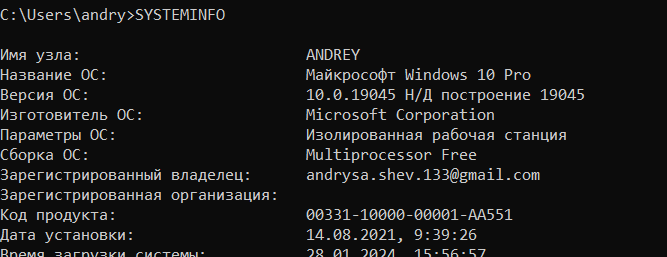 C:\Users\andry>SYSTEMINFO
Имя узла: ANDREY
Название ОС: Майкрософт Windows 10 Pro
Версия ОС: 10.0.19045 Н/Д построение 19045
Изготовитель ОС: Microsoft Corporation
Параметры ОС: Изолированная рабочая станция
Сборка ОС: Multiprocessor Free
Зарегистрированный владелец: andrysa.shev.133@gmail.com
Зарегистрированная организация:
Код продукта: 00331-10000-00001-AA551
Дата установки: 14.08.2021, 9:39:26
Время загрузки системы: 28.01.2024, 15:56:57